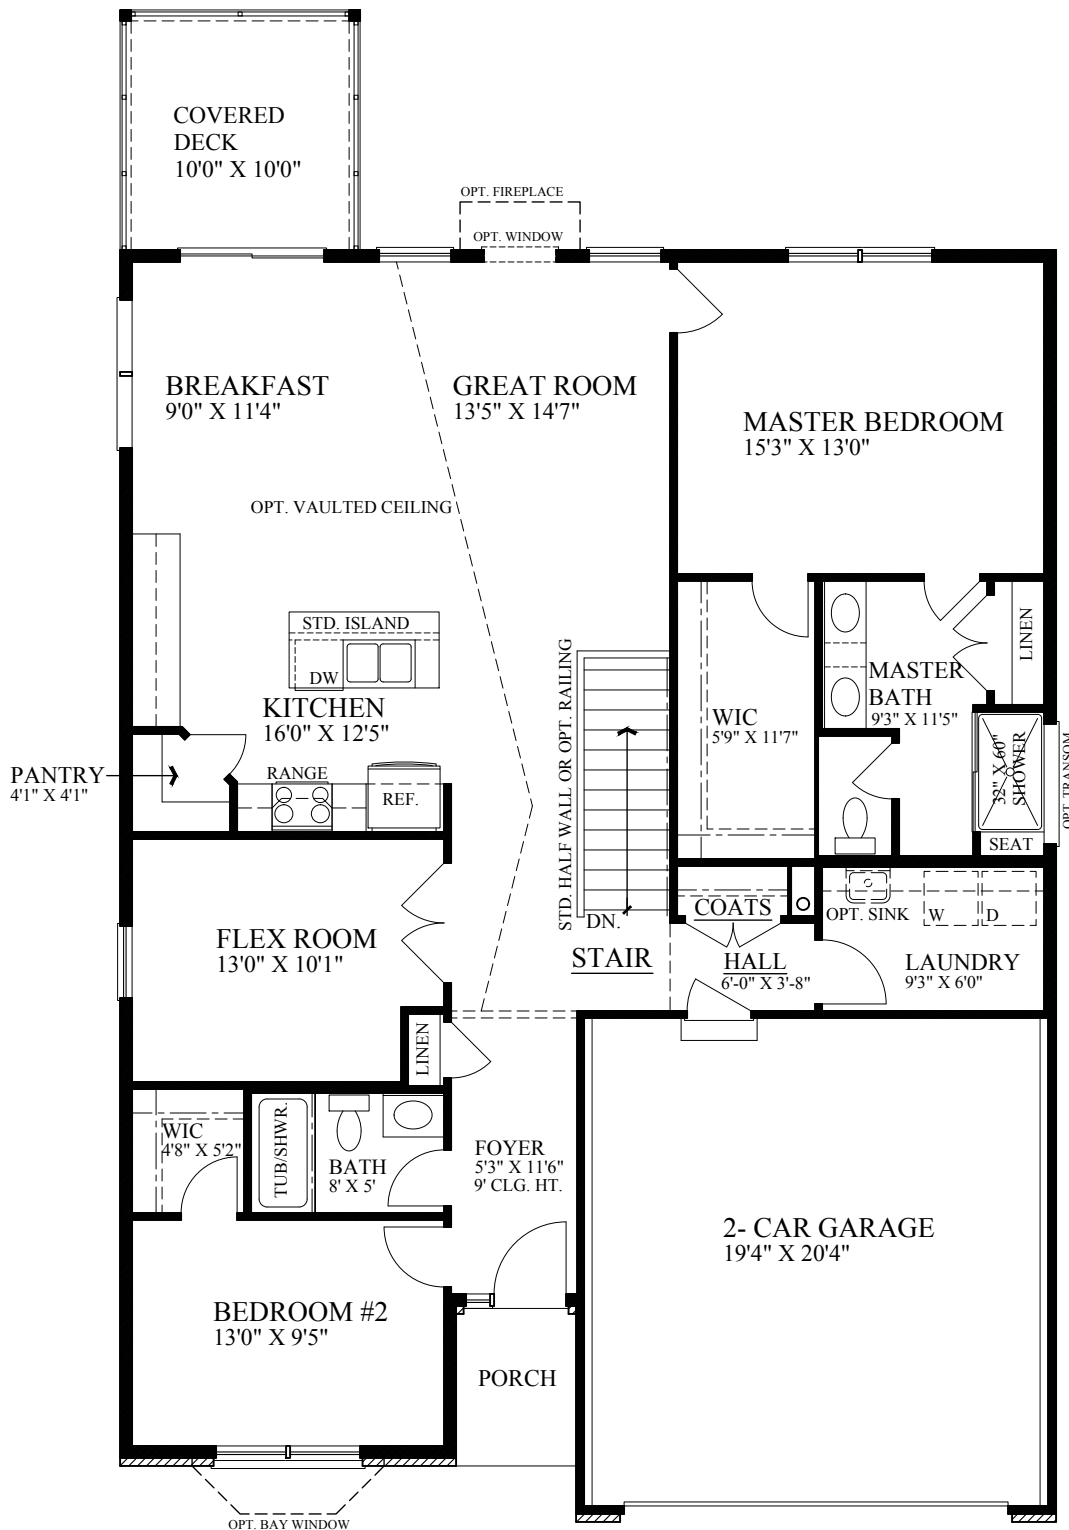 COVERED
DECK
10'0" X 10'0"
OPT. FIREPLACE
OPT. WINDOW
BREAKFAST
9'0" X 11'4"
GREAT ROOM
13'5" X 14'7"
MASTER BEDROOM
15'3" X 13'0"
OPT. VAULTED CEILING
STD. ISLAND
DW
KITCHEN
16'0" X 12'5"
PANTRY
4'1" X 4'1"
RANGE
REF.
STD. HALF WALL OR OPT. RAILING
DN.
STAIR
WIC
5'9" X 11'7"
MASTER
BATH
9'3" X 11'5"
LINEN
32" X 60"
SHOWER
SEAT
OPT. TRANSOM
COATS
HALL
6'-0" X 3'-8"
OPT. SINK
W
D
LAUNDRY
9'3" X 6'0"
FLEX ROOM
13'0" X 10'1"
LINEN
WIC
4'8" X 5'2"
TUB/SHWR.
BATH
8' X 5'
FOYER
5'3" X 11'6"
9' CLG. HT.
2- CAR GARAGE
19'4" X 20'4"
BEDROOM #2
13'0" X 9'5"
PORCH
OPT. BAY WINDOW